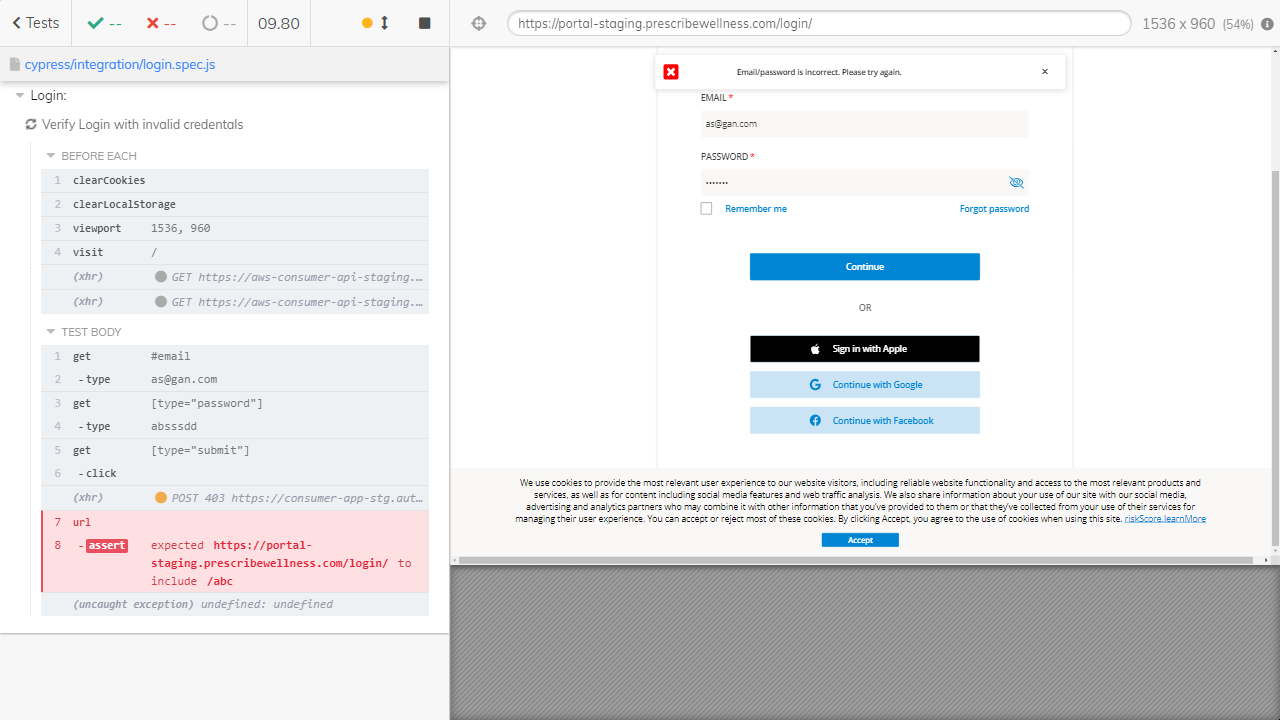 Tests -- -- -- 09.80 https://portal-staging.prescribewellness.com/login/ 1536 x 960 (54%)
cypress/integration/login.spec.js
Login:
Verify Login with invalid credentals
BEFORE EACH
1 clearCookies
2 clearLocalStorage
3 viewport 1536, 960
4 visit /
(xhr) GET https://aws-consumer-api-staging.…
(xhr) GET https://aws-consumer-api-staging.…
TEST BODY
1 get #email
2 -type as@gan.com
3 get [type="password"]
4 -type absssdd
5 get [type="submit"]
6 -click
(xhr) POST 403 https://consumer-app-stg.aut…
7 url
8 -assert expected https://portal-
staging.prescribewellness.com/login/ to
include /abc
(uncaught exception) undefined: undefined
Email/password is incorrect. Please try again. ×
EMAIL *
as@gan.com
PASSWORD *
•••••••
Remember me Forgot password
Continue
OR
Sign in with Apple
Continue with Google
Continue with Facebook
We use cookies to provide the most relevant user experience to our website visitors, including reliable website functionality and access to the most relevant products and
services, as well as for content including social media features and web traffic analysis. We also share information about your use of our site with our social media,
advertising and analytics partners who may combine it with other information that you've provided to them or that they've collected from your use of their services for
managing their user experience. You can accept or reject most of these cookies. By clicking Accept, you agree to the use of cookies when using this site. riskScore.learnMore
Accept